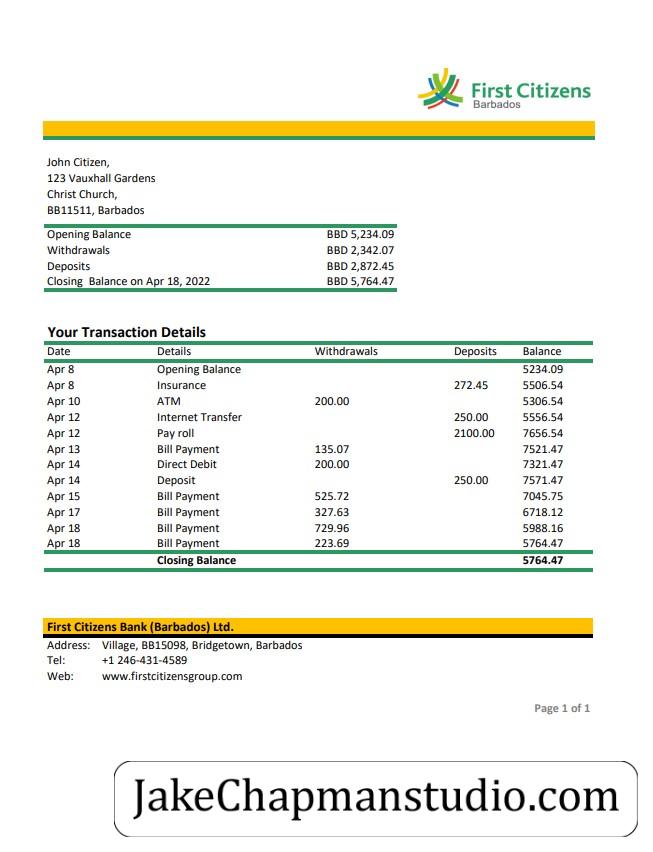 First Citizens
Barbados
John Citizen,
123 Vauxhall Gardens
Christ Church,
BB11511, Barbados
Opening Balance BBD 5,234.09
Withdrawals BBD 2,342.07
Deposits BBD 2,872.45
Closing  Balance on Apr 18, 2022 BBD 5,764.47
Your Transaction Details
Date Details Withdrawals Deposits Balance
Apr 8 Opening Balance 5234.09
Apr 8 Insurance 272.45 5506.54
Apr 10 ATM 200.00 5306.54
Apr 12 Internet Transfer 250.00 5556.54
Apr 12 Pay roll 2100.00 7656.54
Apr 13 Bill Payment 135.07 7521.47
Apr 14 Direct Debit 200.00 7321.47
Apr 14 Deposit 250.00 7571.47
Apr 15 Bill Payment 525.72 7045.75
Apr 17 Bill Payment 327.63 6718.12
Apr 18 Bill Payment 729.96 5988.16
Apr 18 Bill Payment 223.69 5764.47
Closing Balance 5764.47
First Citizens Bank (Barbados) Ltd.
Address: Village, BB15098, Bridgetown, Barbados
Tel: +1 246-431-4589
Web: www.firstcitizensgroup.com
Page 1 of 1
JakeChapmanstudio.com